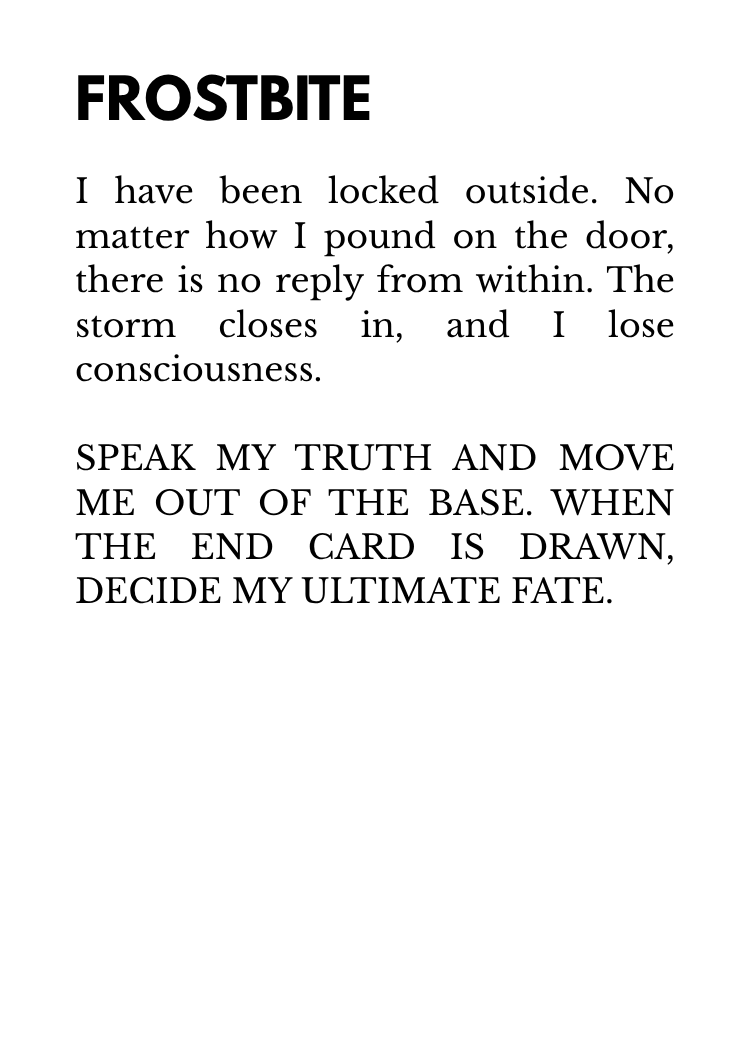 FROSTBITE
I have been locked outside. No
matter how I pound on the door,
there is no reply from within. The
storm closes in, and I lose
consciousness.
SPEAK MY TRUTH AND MOVE
ME OUT OF THE BASE. WHEN
THE END CARD IS DRAWN,
DECIDE MY ULTIMATE FATE.